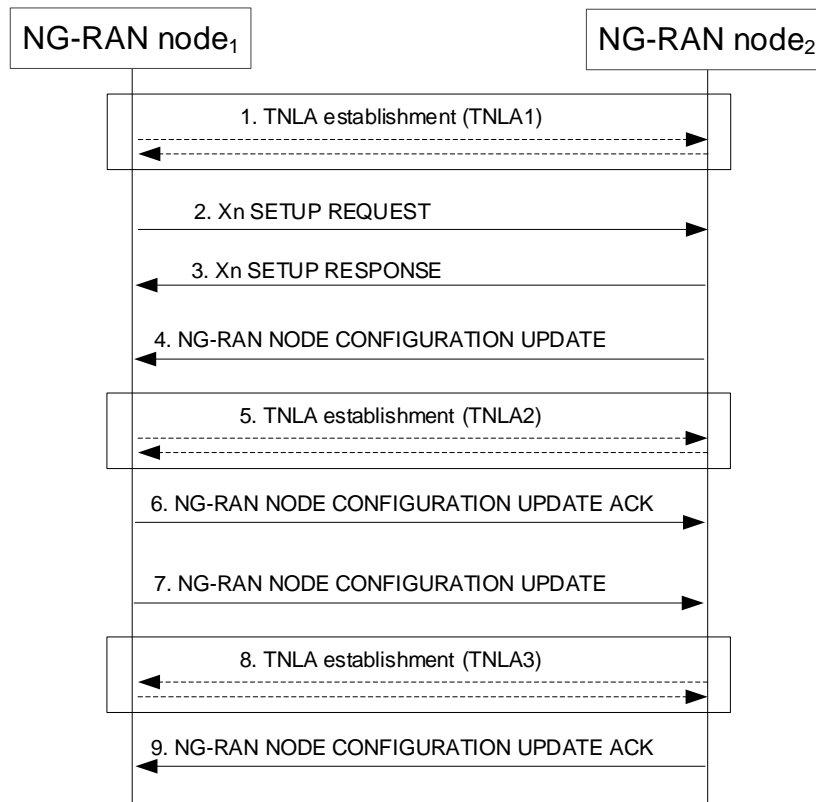 NG-RAN node₁
NG-RAN node₂
1. TNLA establishment (TNLA1)
2. Xn SETUP REQUEST
3. Xn SETUP RESPONSE
4. NG-RAN NODE CONFIGURATION UPDATE
5. TNLA establishment (TNLA2)
6. NG-RAN NODE CONFIGURATION UPDATE ACK
7. NG-RAN NODE CONFIGURATION UPDATE
8. TNLA establishment (TNLA3)
9. NG-RAN NODE CONFIGURATION UPDATE ACK